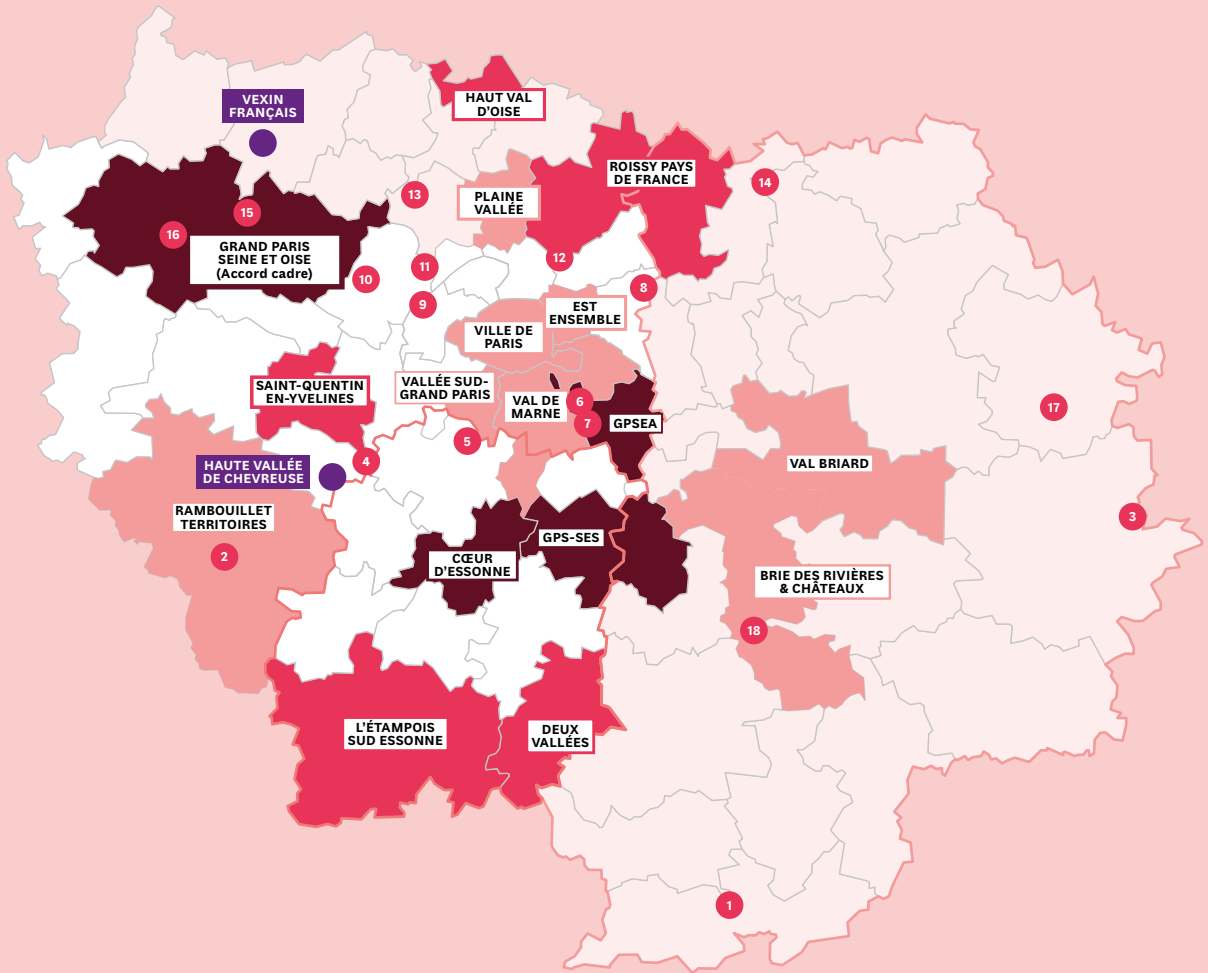 VEXIN
FRANÇAIS
HAUT VAL
D'OISE
ROISSY PAYS
DE FRANCE
14
13
PLAINE
VALLÉE
15
16
GRAND PARIS
SEINE ET OISE
(Accord cadre)
12
11
10
8
9
EST
ENSEMBLE
VILLE DE
PARIS
SAINT-QUENTIN
EN-YVELINES
VALLÉE SUD-
GRAND PARIS
VAL DE
MARNE
6
7
GPSEA
17
5
4
HAUTE VALLÉE
DE CHEVREUSE
VAL BRIARD
RAMBOUILLET
TERRITOIRES
2
3
GPS-SES
CŒUR
D'ESSONNE
BRIE DES RIVIÈRES
& CHÂTEAUX
18
L'ÉTAMPOIS
SUD ESSONNE
DEUX
VALLÉES
1